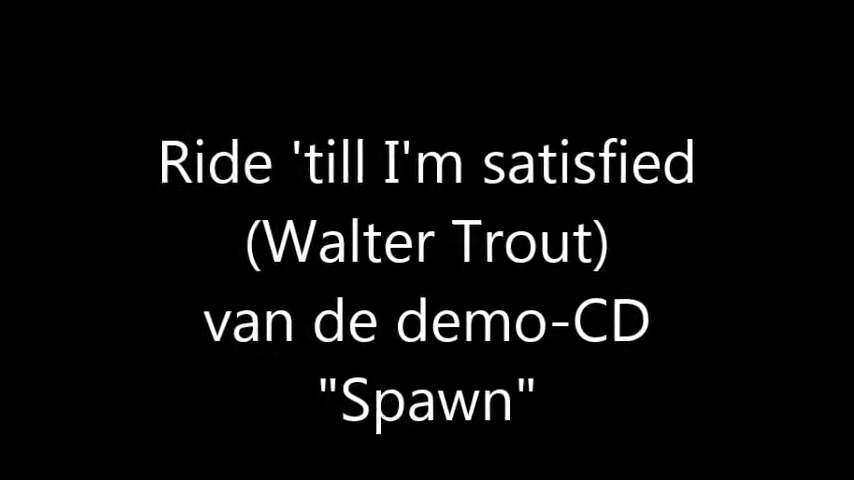 Ride 'till I'm satisfied
(Walter Trout)
van de demo-CD
"Spawn"